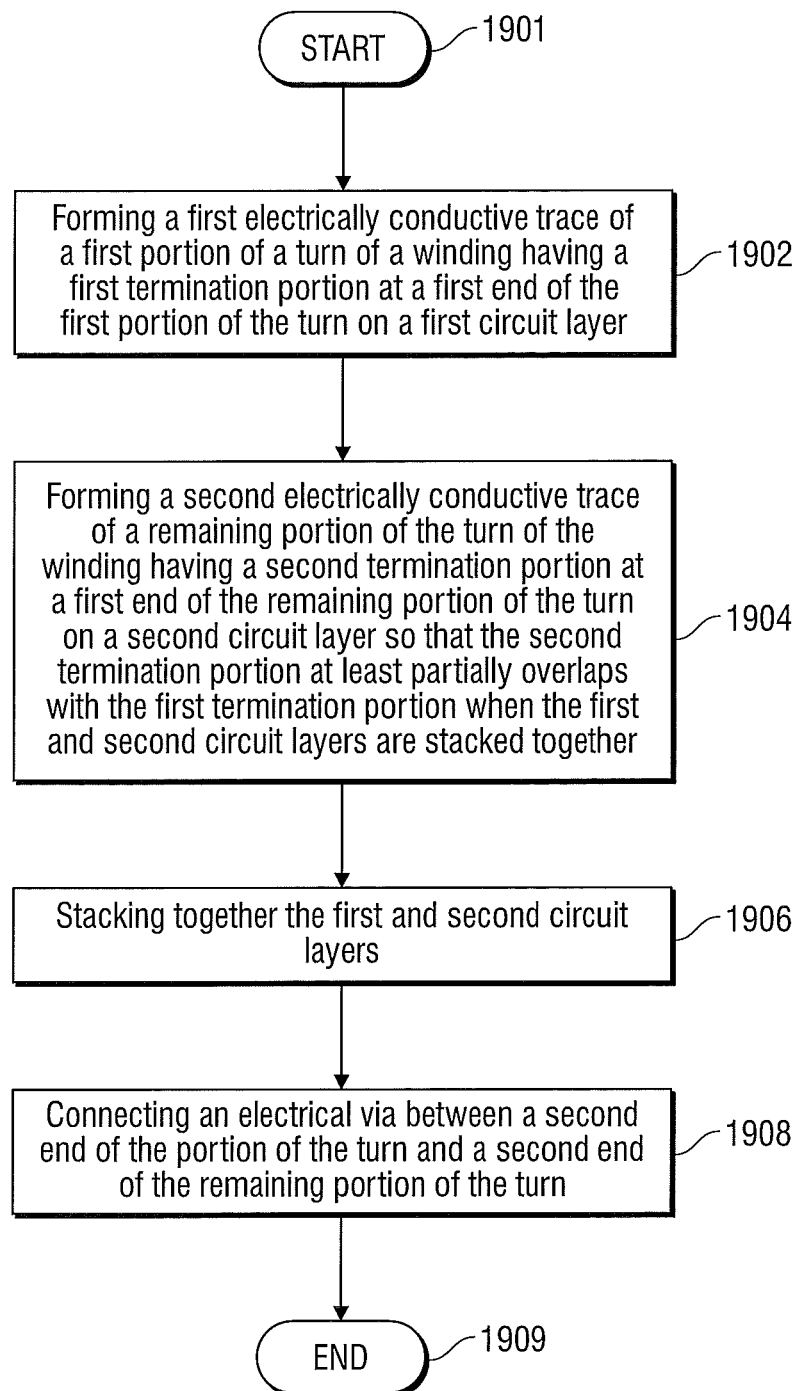 START
1901
Forming a first electrically conductive trace of
a first portion of a turn of a winding having a
first termination portion at a first end of the
first portion of the turn on a first circuit layer
1902
Forming a second electrically conductive trace
of a remaining portion of the turn of the
winding having a second termination portion at
a first end of the remaining portion of the turn
on a second circuit layer so that the second
termination portion at least partially overlaps
with the first termination portion when the first
and second circuit layers are stacked together
1904
Stacking together the first and second circuit
layers
1906
Connecting an electrical via between a second
end of the portion of the turn and a second end
of the remaining portion of the turn
1908
END
1909